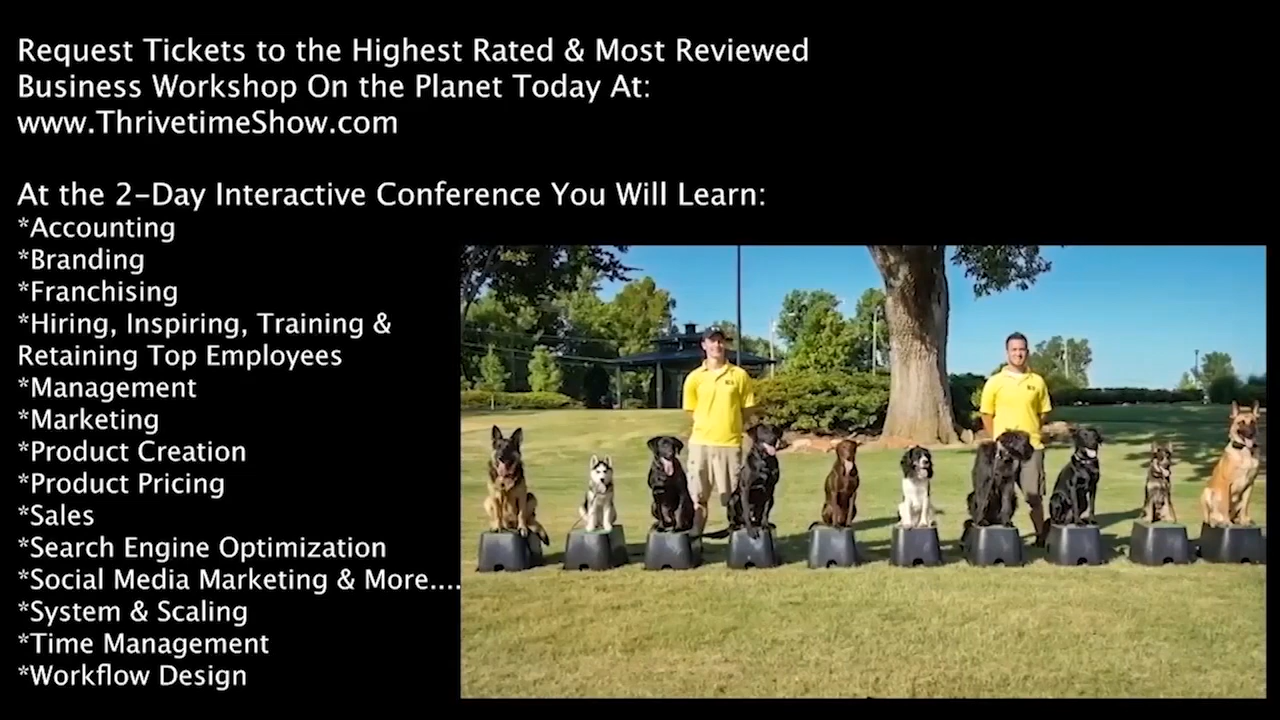 Request Tickets to the Highest Rated & Most Reviewed
Business Workshop On the Planet Today At:
www.ThrivetimeShow.com
At the 2-Day Interactive Conference You Will Learn:
*Accounting
*Branding
*Franchising
*Hiring, Inspiring, Training &
Retaining Top Employees
*Management
*Marketing
*Product Creation
*Product Pricing
*Sales
*Search Engine Optimization
*Social Media Marketing & More....
*System & Scaling
*Time Management
*Workflow Design